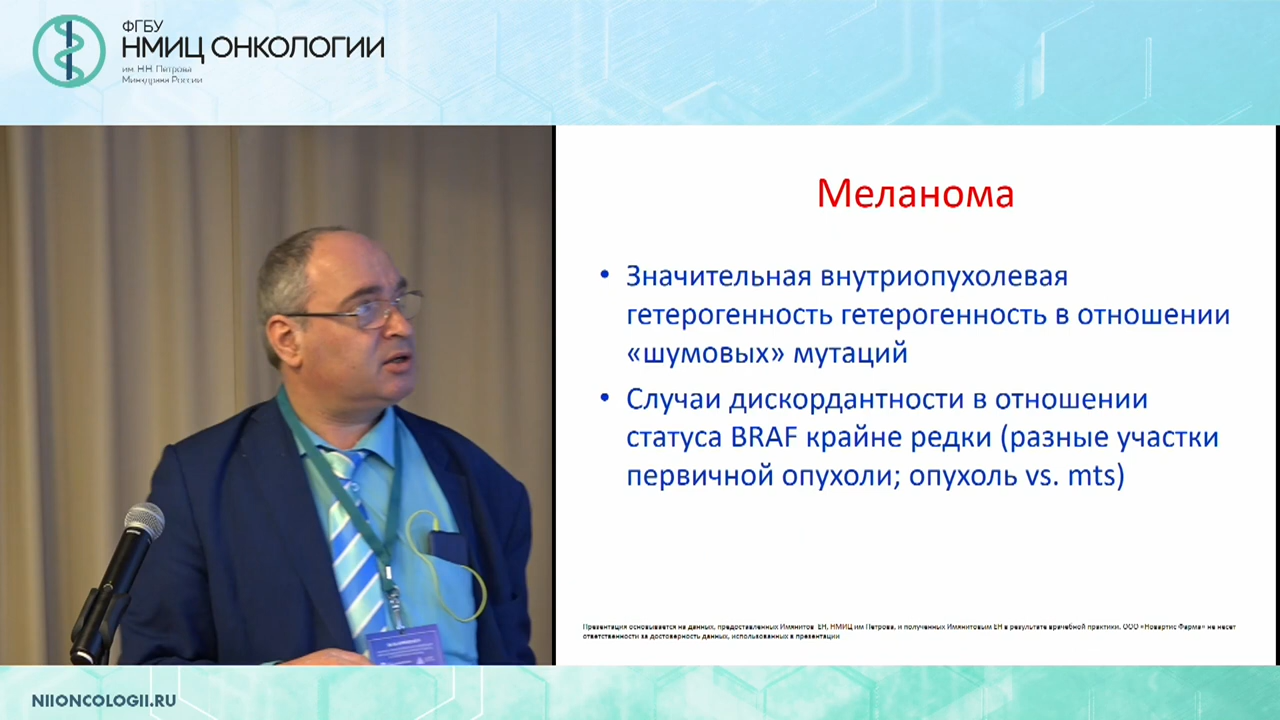 ФГБУ
НМИЦ ОНКОЛОГИИ
им. Н.Н. Петрова
Минздрава России
Меланома
• Значительная внутриопухолевая
гетерогенность гетерогенность в отношении
«шумовых» мутаций
• Случаи дискордантности в отношении
статуса BRAF крайне редки (разные участки
первичной опухоли; опухоль vs. mts)
Презентация основывается на данных, предоставленных Имянитов ЕН, НМИЦ им Петрова, и полученных Имянитовым ЕН в результате врачебной практики. ООО «Новартис Фарма» не несет
ответственности за достоверность данных, использованных в презентации
NIIONCOLOGII.RU